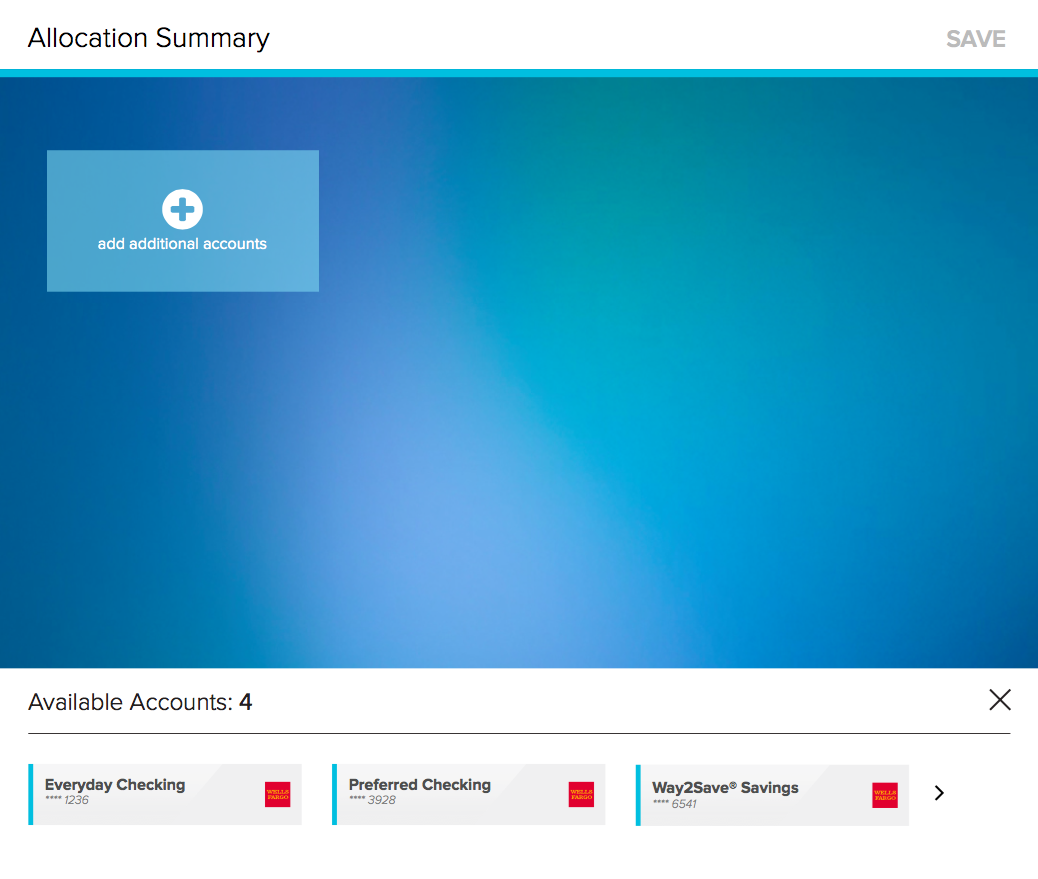 Allocation Summary
SAVE
add additional accounts
Available Accounts: 4
Everyday Checking
**** 1236
WELLS
FARGO
Preferred Checking
**** 3928
WELLS
FARGO
Way2Save® Savings
**** 6541
WELLS
FARGO